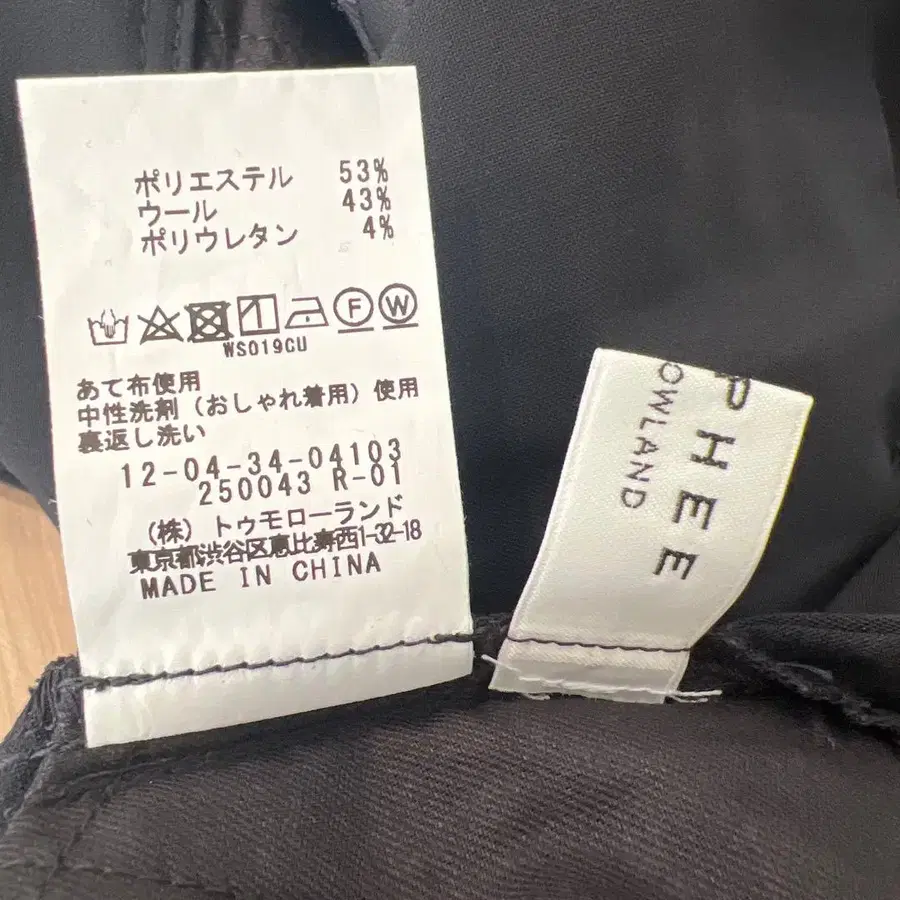 ポリエステル 53%
ウール 43%
ポリウレタン 4%
F W
WS019CU
あて布使用
中性洗剤（おしゃれ着用）使用
裏返し洗い
12-04-34-04103
250043 R-01
（株）トゥモローランド
東京都渋谷区恵比寿西1-32-18
MADE IN CHINA
PHEE
OWLAND